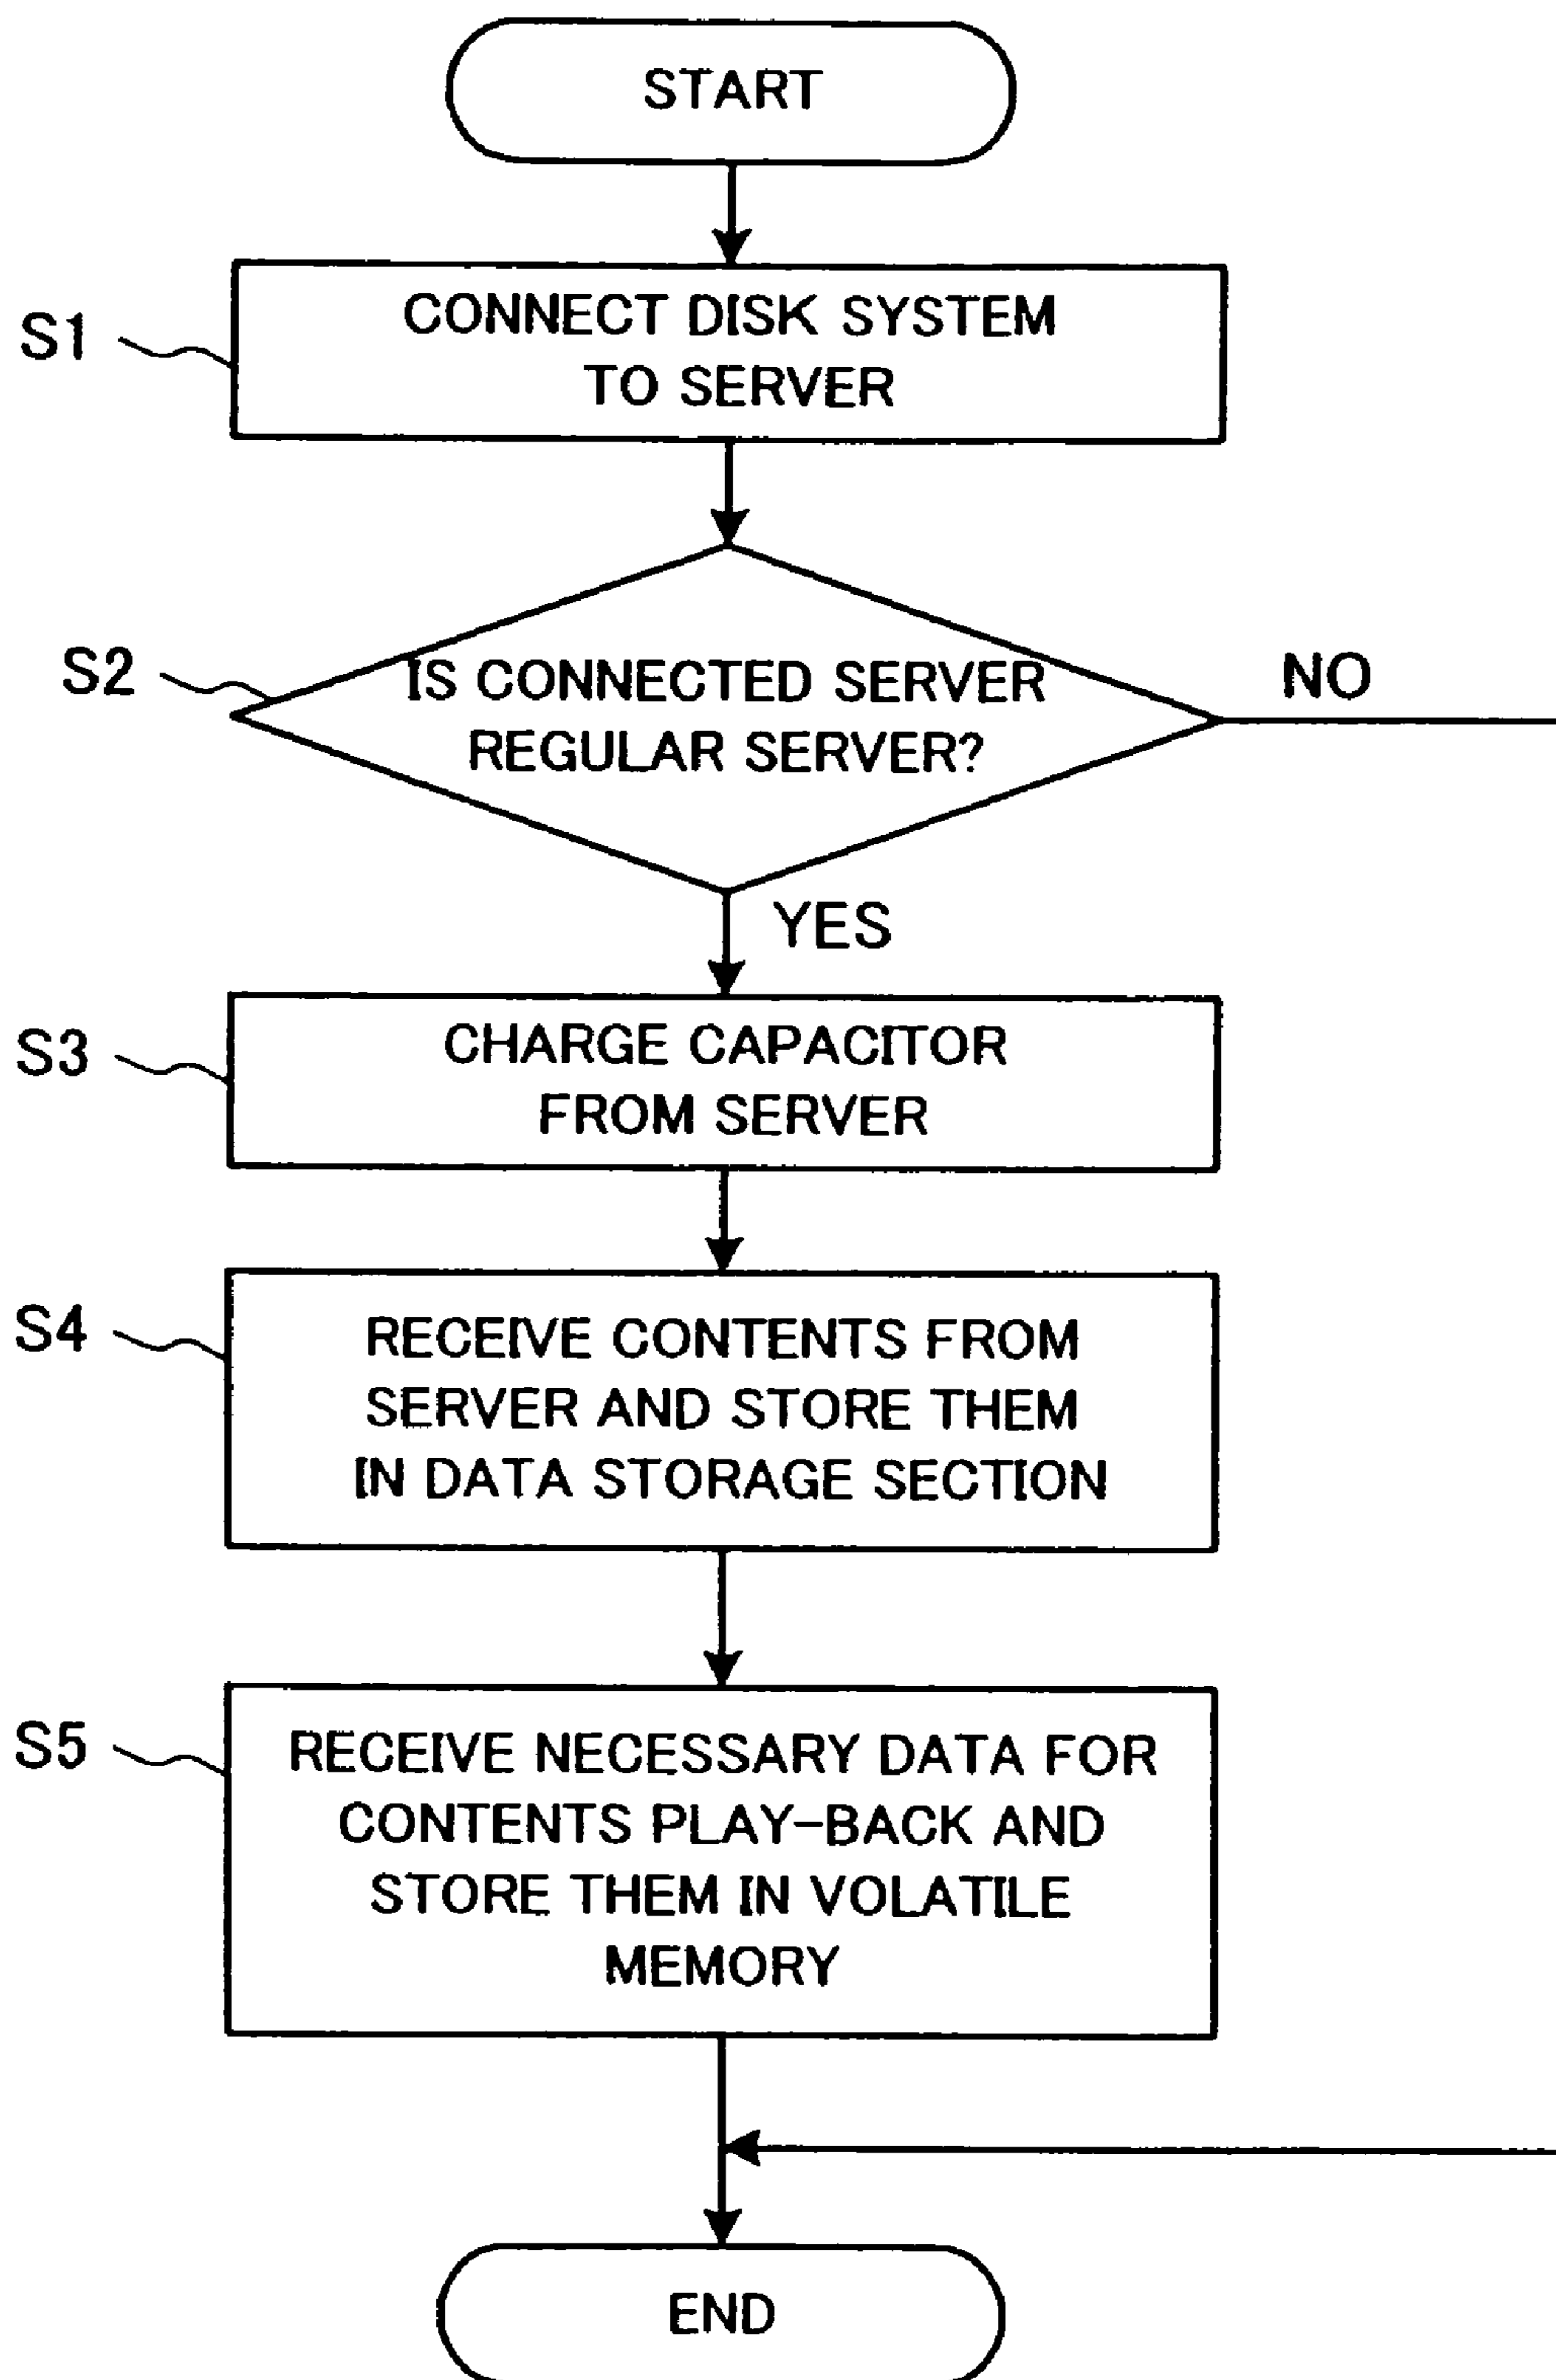 START
S1
CONNECT DISK SYSTEM
TO SERVER
S2
IS CONNECTED SERVER
REGULAR SERVER?
NO
YES
S3
CHARGE CAPACITOR
FROM SERVER
S4
RECEIVE CONTENTS FROM
SERVER AND STORE THEM
IN DATA STORAGE SECTION
S5
RECEIVE NECESSARY DATA FOR
CONTENTS PLAY-BACK AND
STORE THEM IN VOLATILE
MEMORY
END